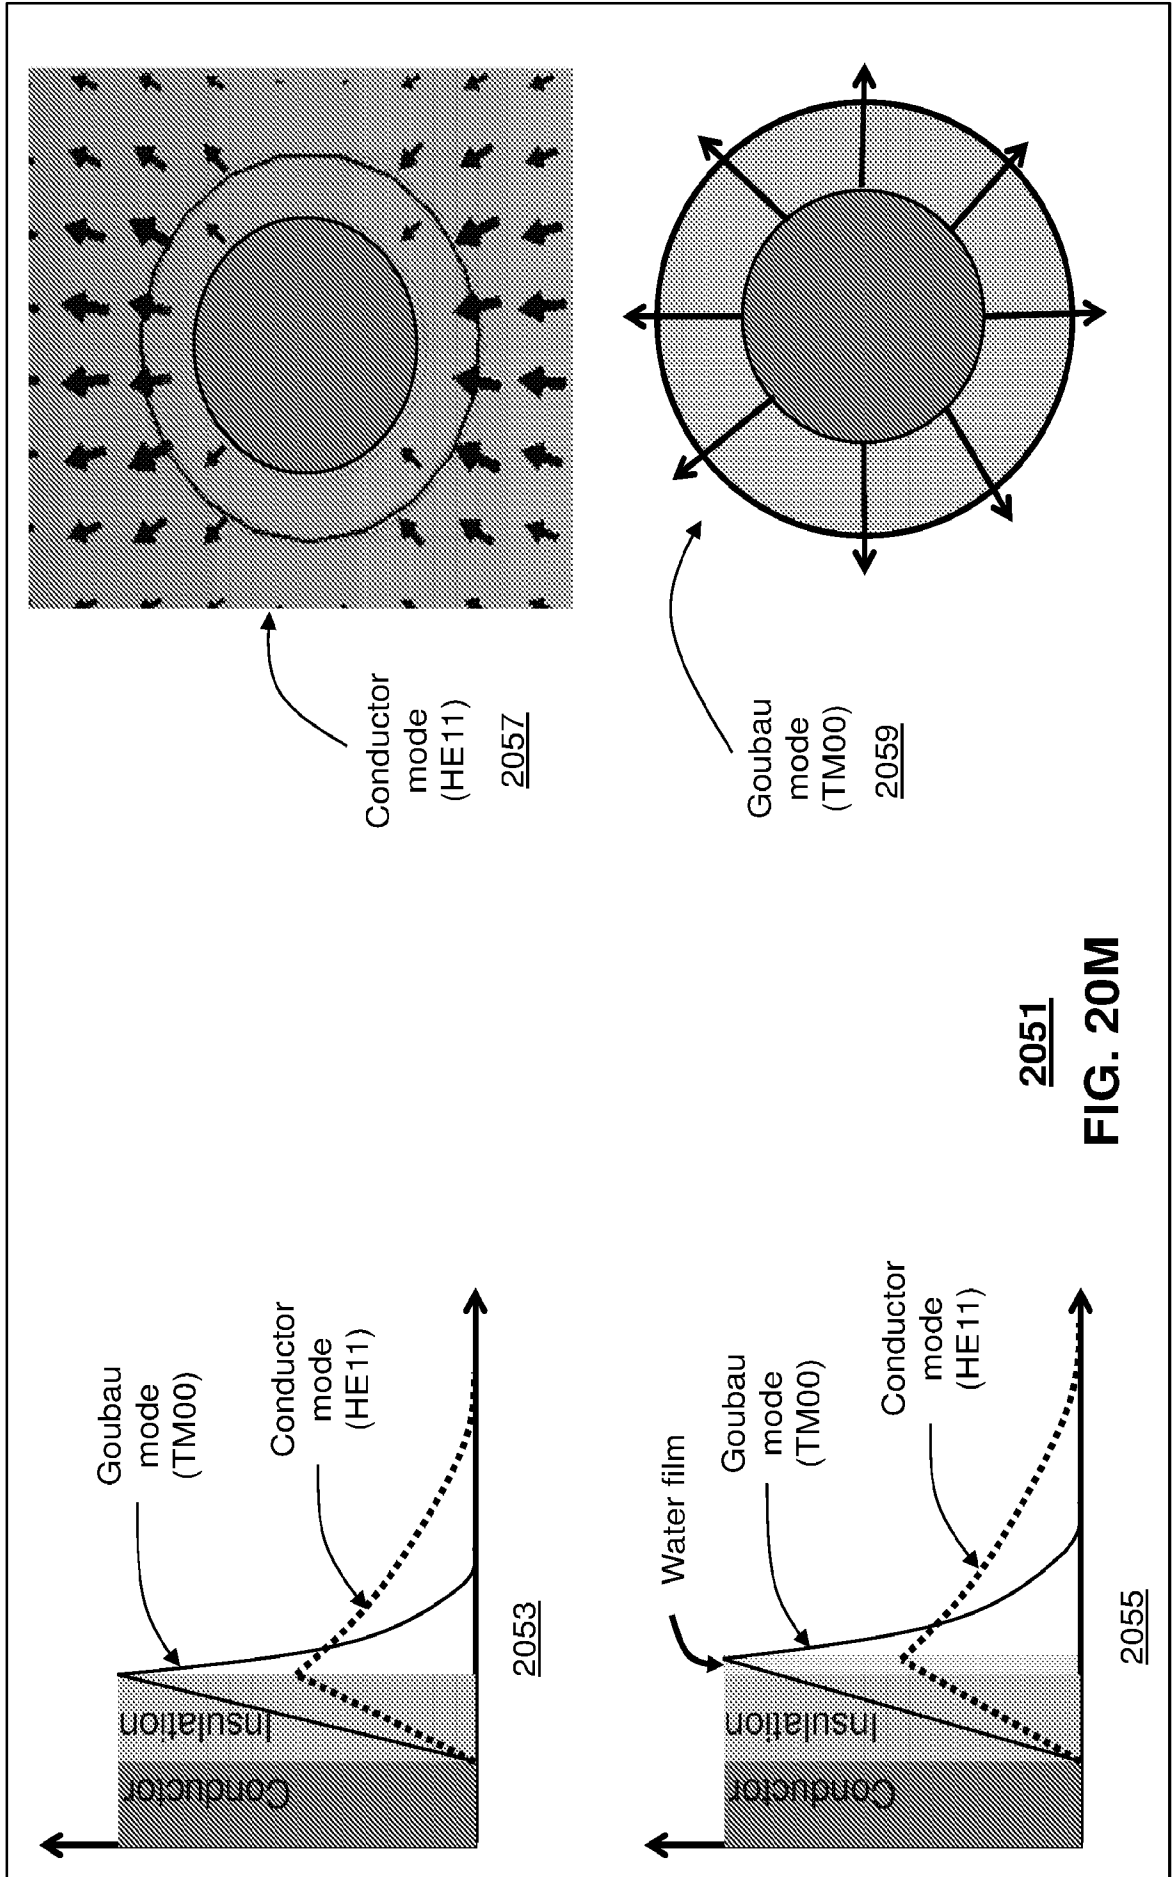 Conductor
Insulation
Goubau
mode
(TM00)
Conductor
mode
(HE11)
2053
Conductor
mode
(HE11)
2057
Conductor
Insulation
Water film
Goubau
mode
(TM00)
Conductor
mode
(HE11)
2055
Goubau
mode
(TM00)
2059
2051
FIG. 20M